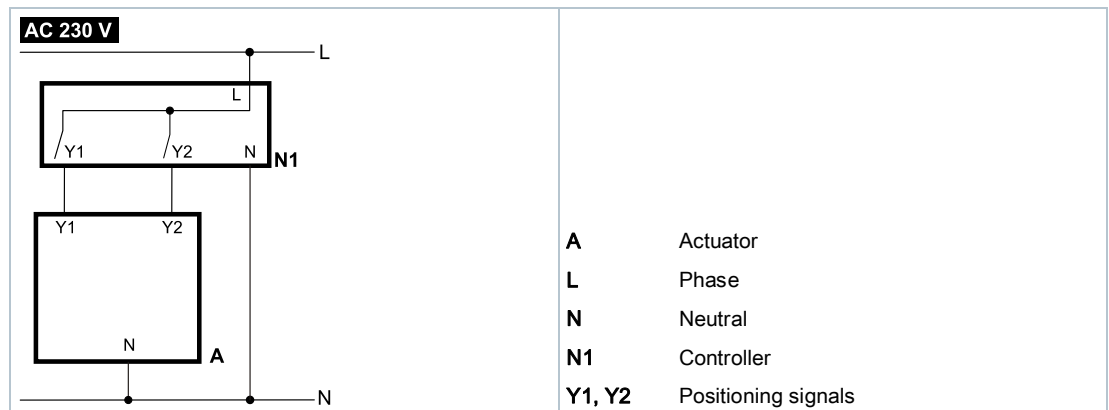 AC 230 V
L
L
Y1 Y2 N N1
Y1 Y2
N
A
N
A Actuator
L Phase
N Neutral
N1 Controller
Y1, Y2 Positioning signals